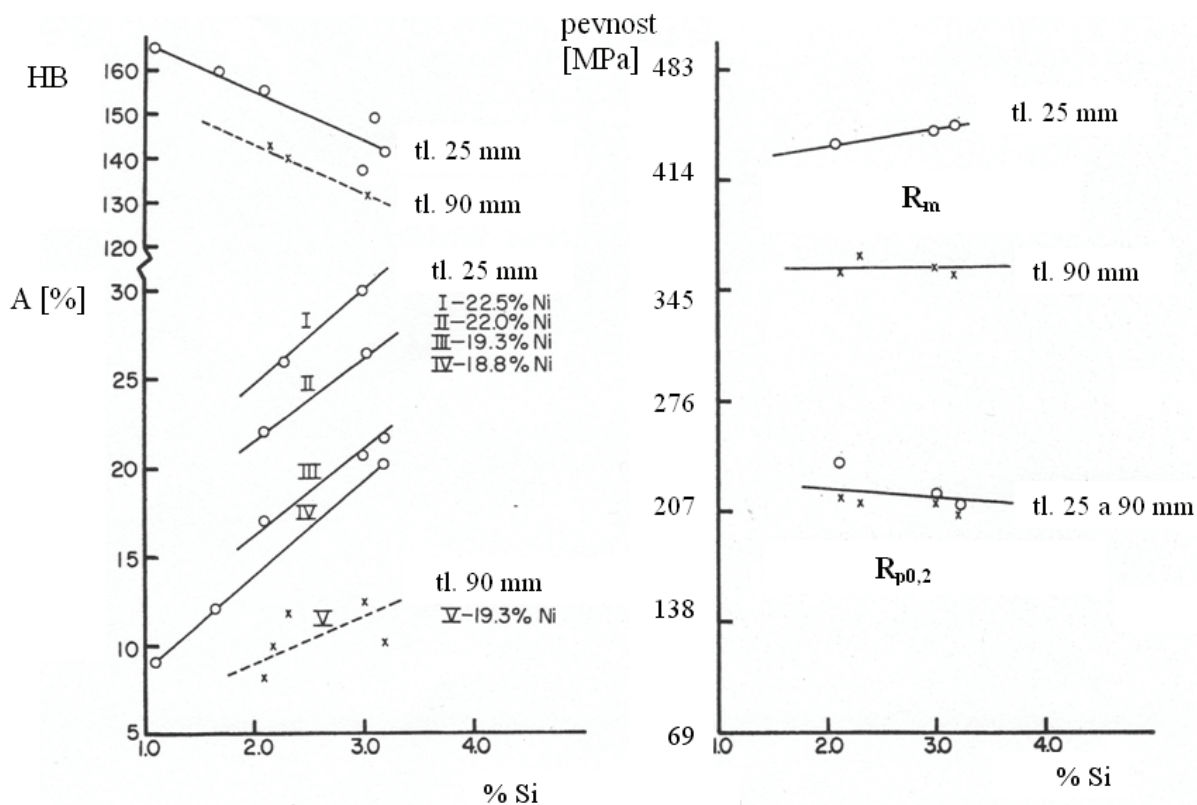 HB
160
150
140
130
120
tl. 25 mm
tl. 90 mm
A [%]
30
25
20
15
10
5
tl. 25 mm
I–22.5% Ni
II–22.0% Ni
III–19.3% Ni
IV–18.8% Ni
I
II
III
IV
tl. 90 mm
V–19.3% Ni
V
1.0
2.0
3.0
4.0
% Si
pevnost
[MPa]
483
414
345
276
207
138
69
tl. 25 mm
Rm
tl. 90 mm
tl. 25 a 90 mm
Rp0,2
1.0
2.0
3.0
4.0
% Si